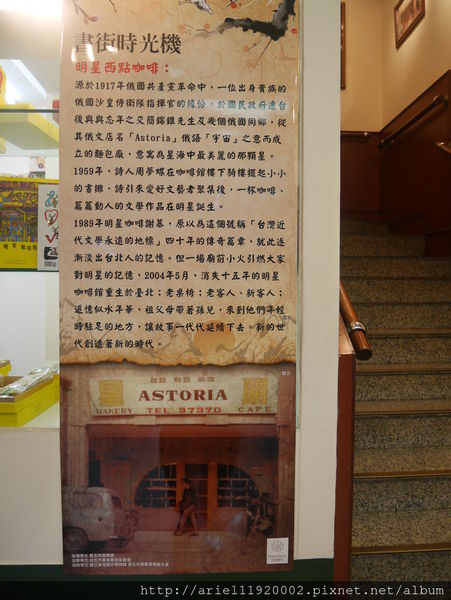 書街時光機
明星西點咖啡：
源於1917年俄國共產黨革命中，一位出身貴族的
俄國沙皇侍衛隊指揮官的緣份。於國民政府遷台
後與與忘年之交簡錦錐先生及幾個俄國同鄉，從
其俄文店名「Astoria」俄語「宇宙」之意而成
立的麵包廠，意寓為星海中最美麗的那顆星。
1959年，詩人周夢蝶在咖啡館樓下騎樓擺起小小
的書攤，詩引來愛好文藝者聚集後，一杯咖啡、
篇篇動人的文學作品在明星誕生。
1989年明星咖啡謝幕，原以為這個號稱「台灣近
代文學永遠的地標」四十年的傳奇篇章，就此逐
漸淡出台北人的記憶。但一場廟前小火引燃大家
對明星的記憶，2004年5月，消失十五年的明星
咖啡館重生於臺北；老桌椅；老客人、新客人；
追憶似水年華，祖父母帶著孫兒，來到他們年輕
時駐足的地方，讓故事一代代延續下去。新的世
代創造著新的時代。
ASTORIA
BAKERY TEL 37370 CAFE
http://ariel11920002.pixnet.net/album